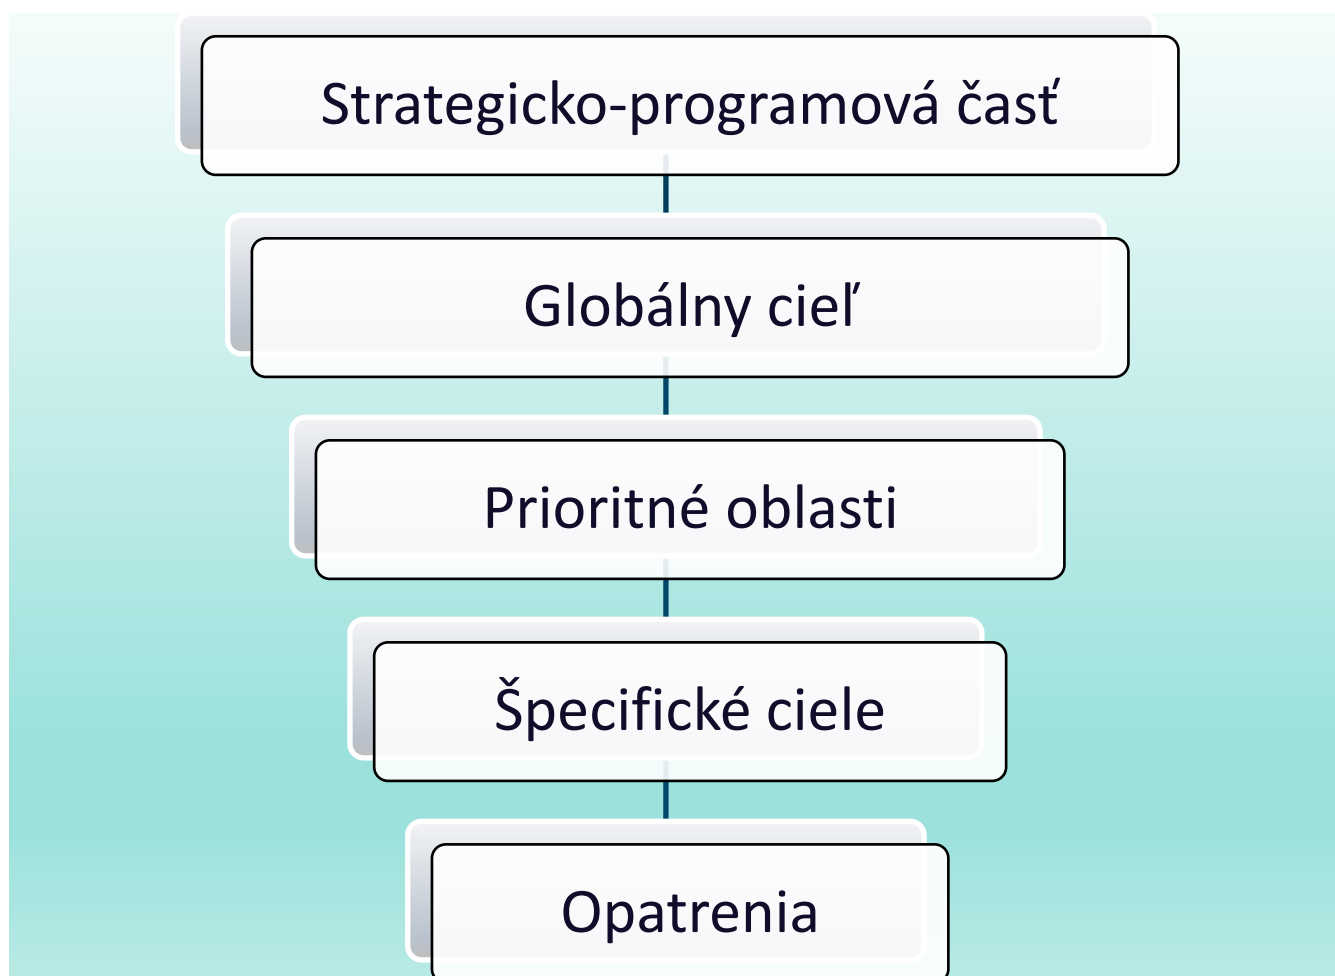 Strategicko-programová časť
Globálny cieľ
Prioritné oblasti
Špecifické ciele
Opatrenia